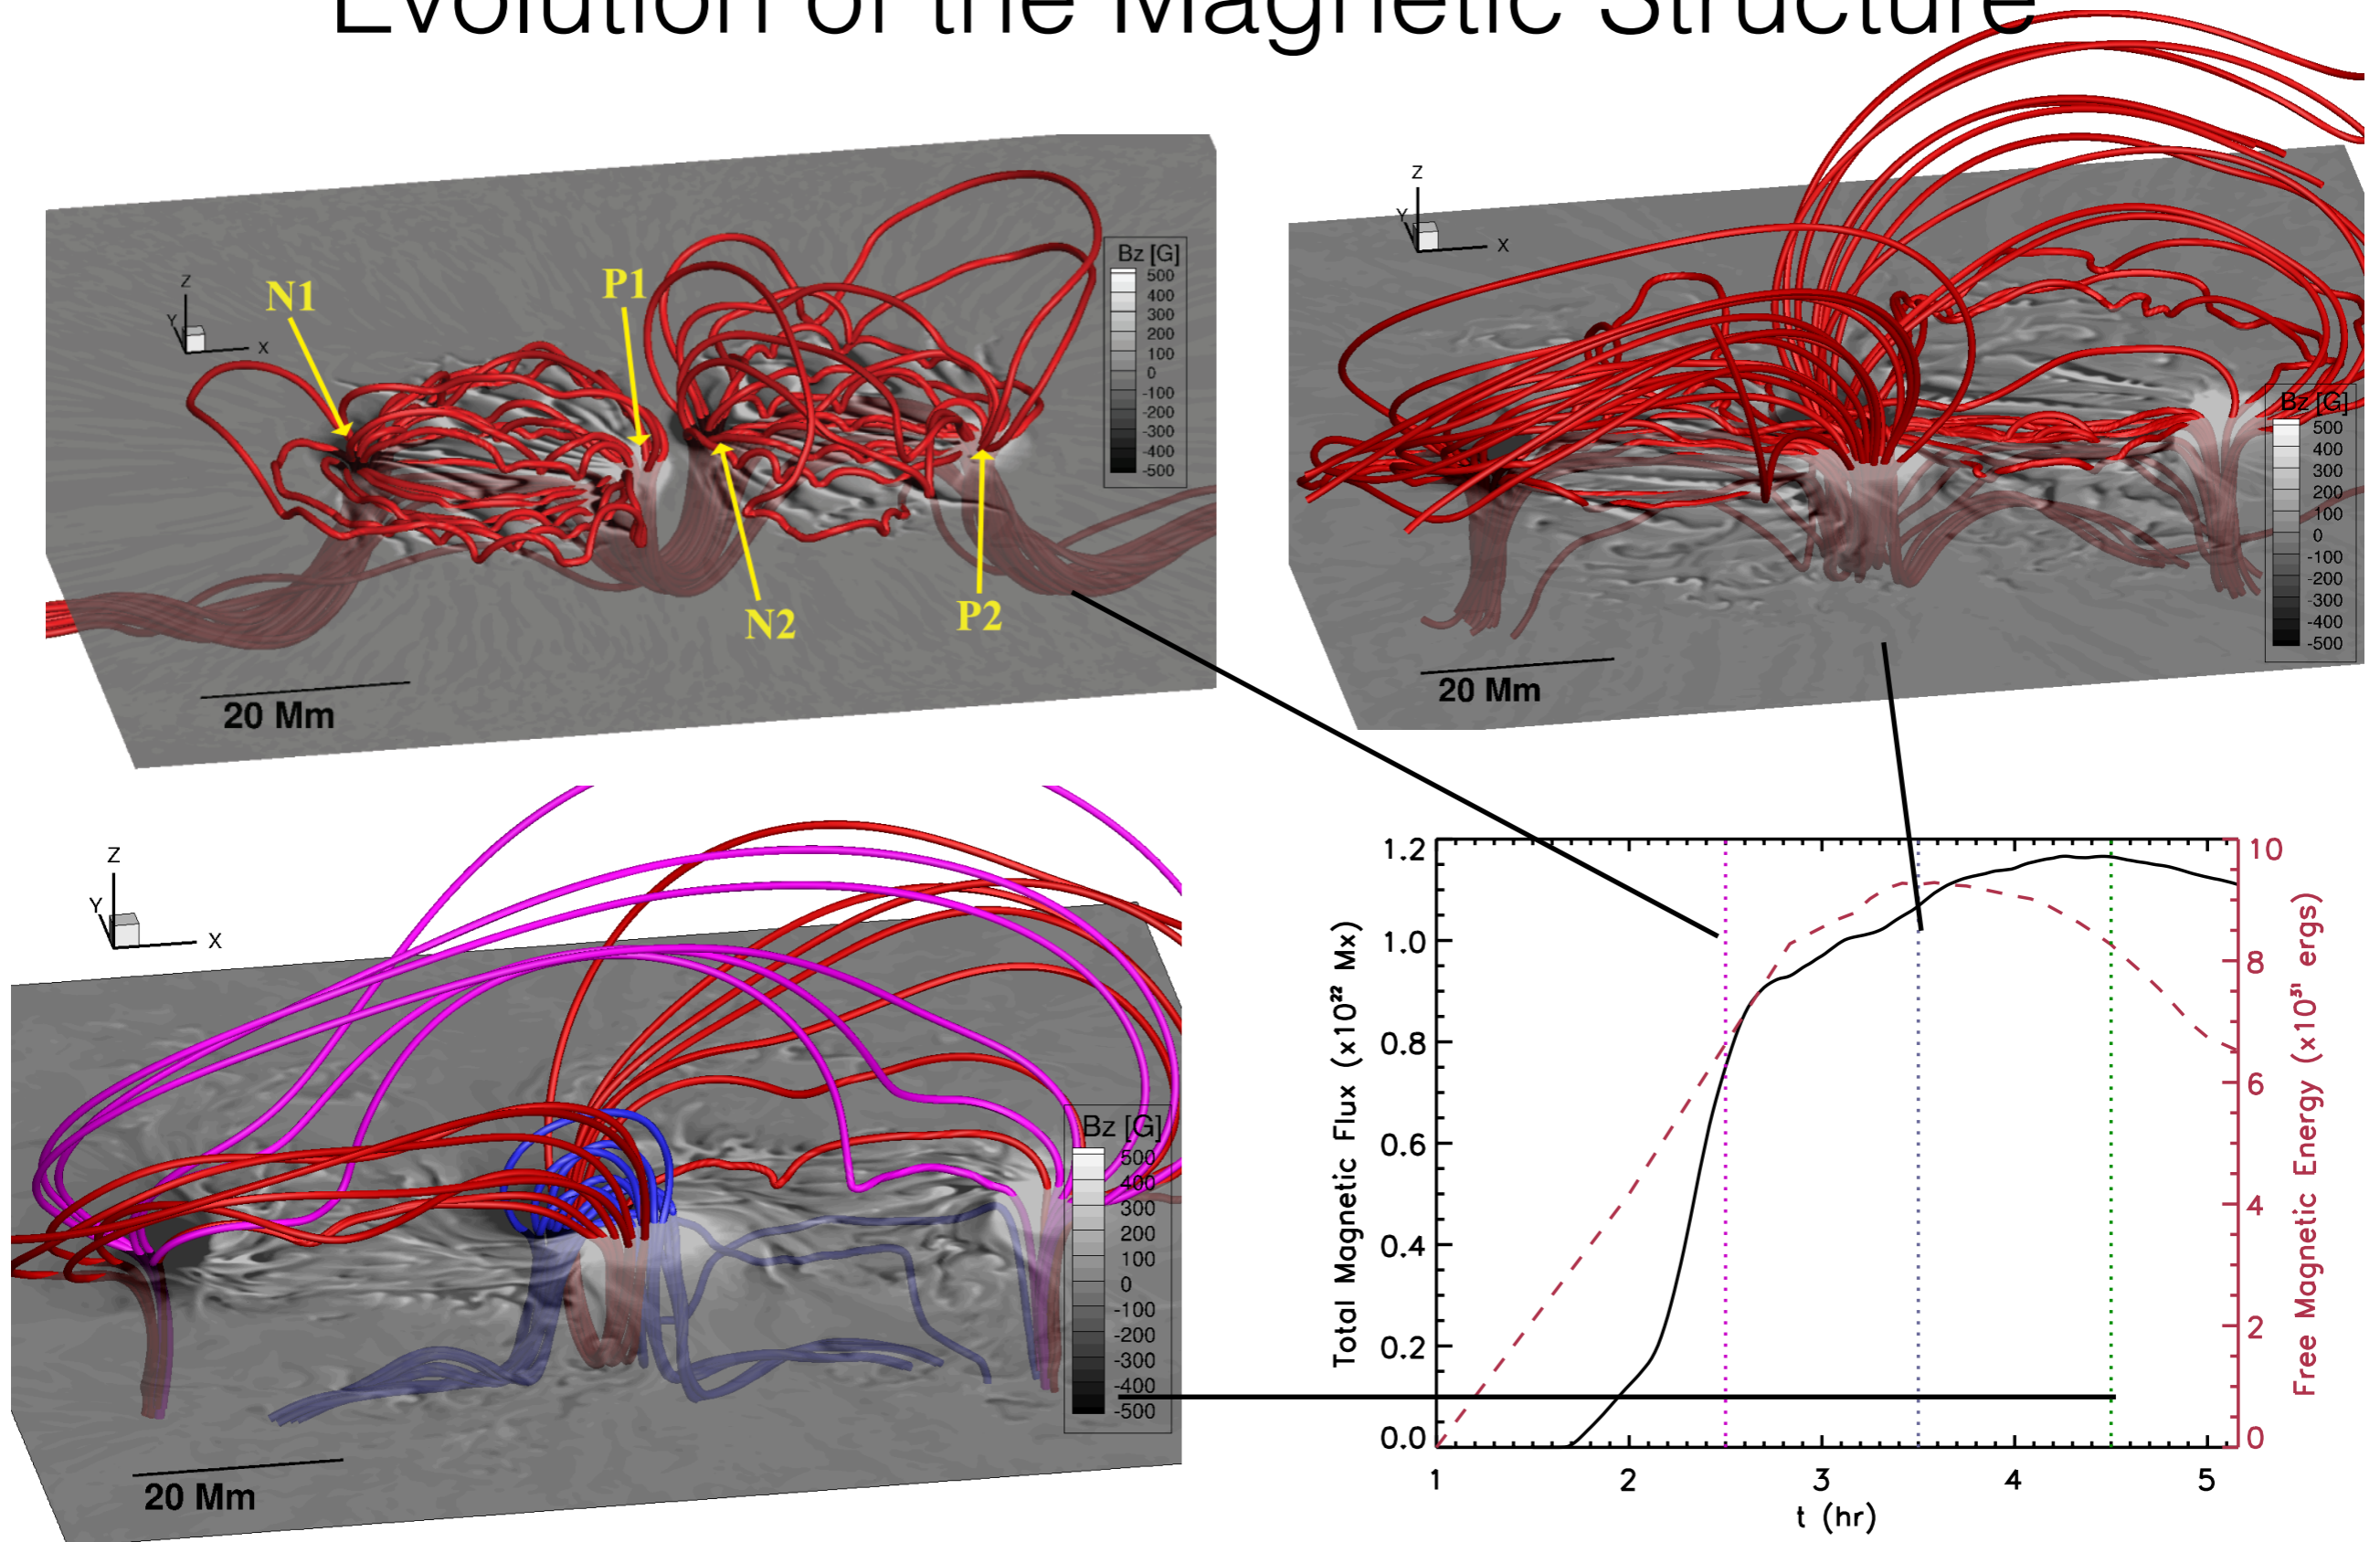 Evolution of the Magnetic Structure
Z
Y
X
N1
P1
N2
P2
Bz [G]
500
400
300
200
100
0
-100
-200
-300
-400
-500
20 Mm
Z
Y
X
Bz [G]
500
400
300
200
100
0
-100
-200
-300
-400
-500
20 Mm
Z
Y
X
Bz [G]
500
400
300
200
100
0
-100
-200
-300
-400
-500
20 Mm
Total Magnetic Flux (x10²² Mx)
1.2
1.0
0.8
0.6
0.4
0.2
0.0
1 2 3 4 5
t (hr)
10
8
6
4
2
0
Free Magnetic Energy (x10³¹ ergs)